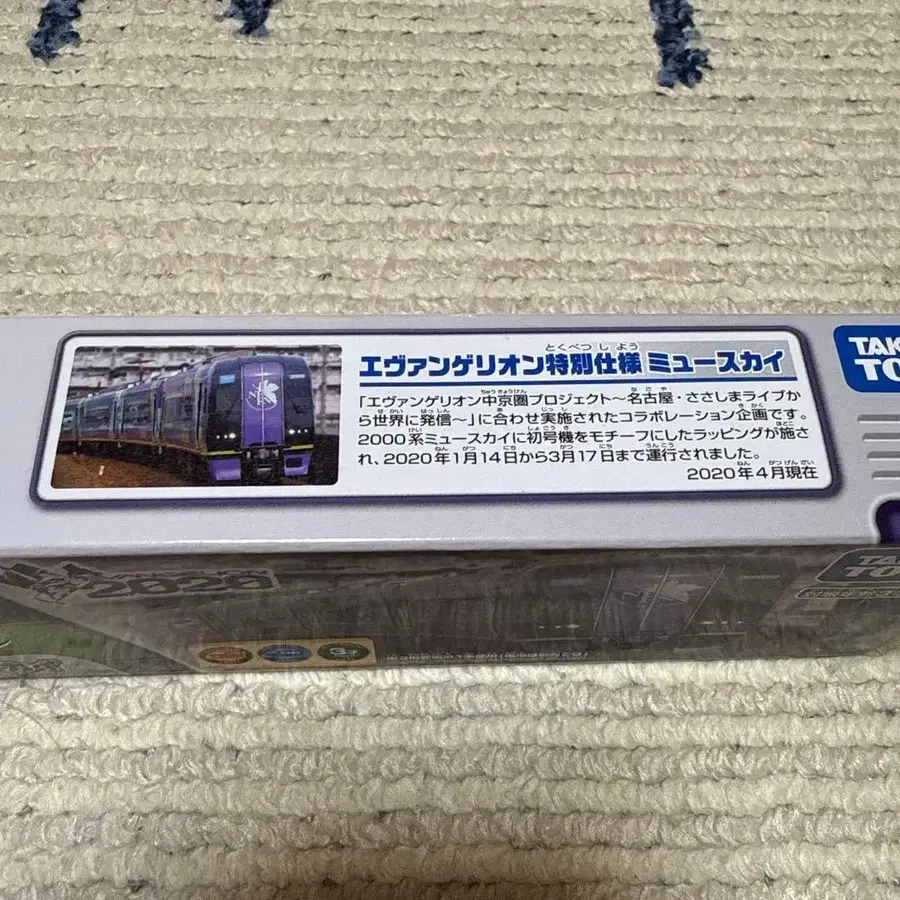 エヴァンゲリオン特別仕様 ミュースカイ
「エヴァンゲリオン中京圏プロジェクト〜名古屋・ささしまライブか
ら世界に発信〜」に合わせ実施されたコラボレーション企画です。
2000系ミュースカイに初号機をモチーフにしたラッピングが施さ
れ、2020年1月14日から3月17日まで運行されました。
2020年4月現在
TAK
TO
2020
TAK
TO